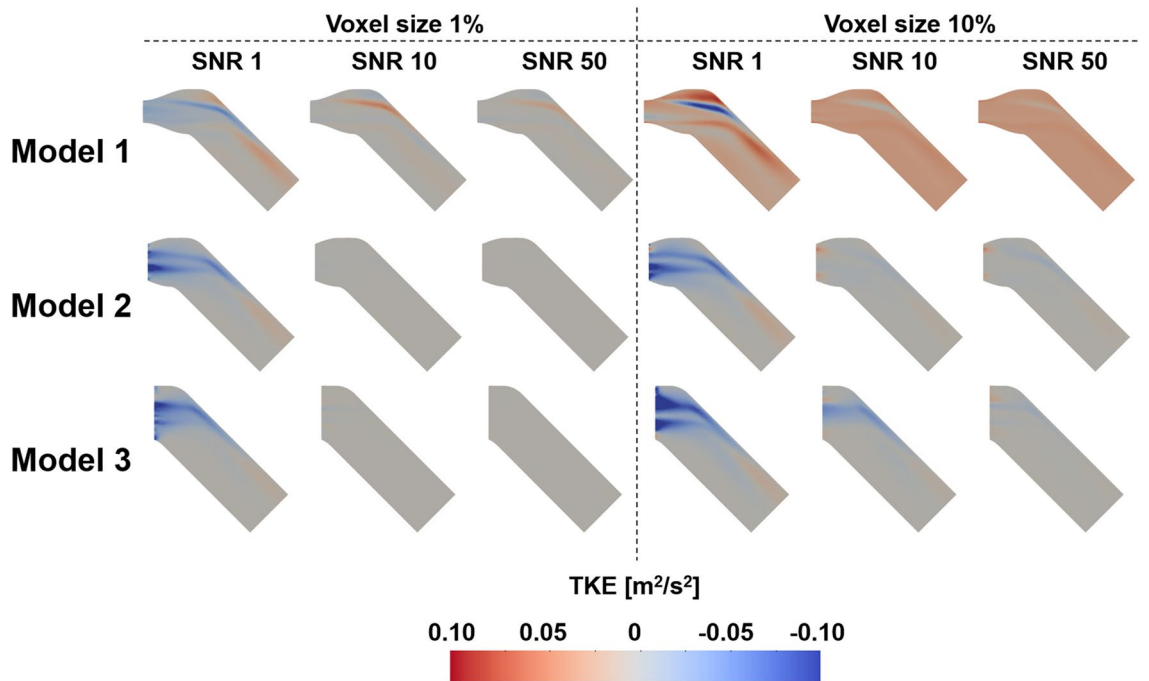 Voxel size 1% Voxel size 10%
SNR 1 SNR 10 SNR 50 SNR 1 SNR 10 SNR 50
Model 1
Model 2
Model 3
TKE [m²/s²]
0.10 0.05 0 -0.05 -0.10